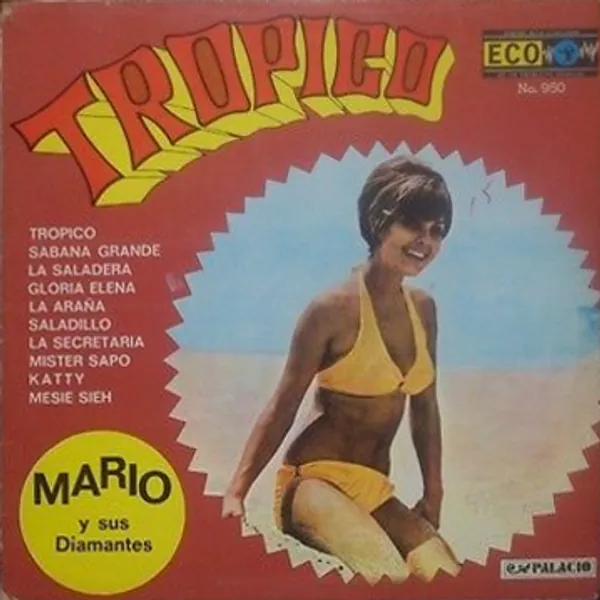 TROPICO
ECO
No. 950
TROPICO
SABANA GRANDE
LA SALADERA
GLORIA ELENA
LA ARAÑA
SALADILLO
LA SECRETARIA
MISTER SAPO
KATTY
MESIE SIEH
MARIO
y sus
Diamantes
PALACIO